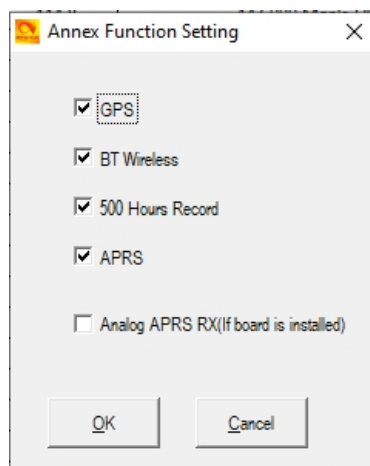 Annex Function Setting
GPS
BT Wireless
500 Hours Record
APRS
Analog APRS RX(If board is installed)
OK
Cancel